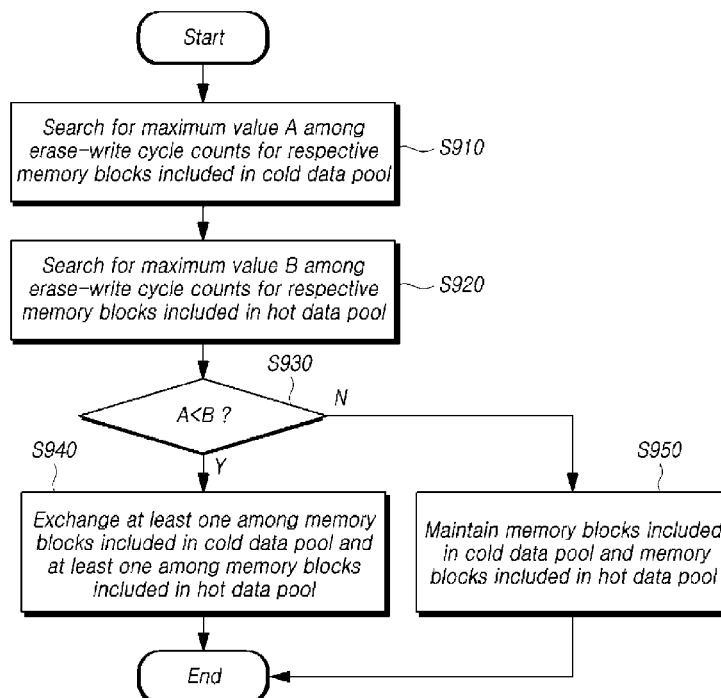 Start
Search for maximum value A among
erase-write cycle counts for respective
memory blocks included in cold data pool
S910
Search for maximum value B among
erase-write cycle counts for respective
memory blocks included in hot data pool
S920
S930
A<B ?
N
Y
S940
Exchange at least one among memory
blocks included in cold data pool and
at least one among memory blocks
included in hot data pool
S950
Maintain memory blocks included
in cold data pool and memory
blocks included in hot data pool
End